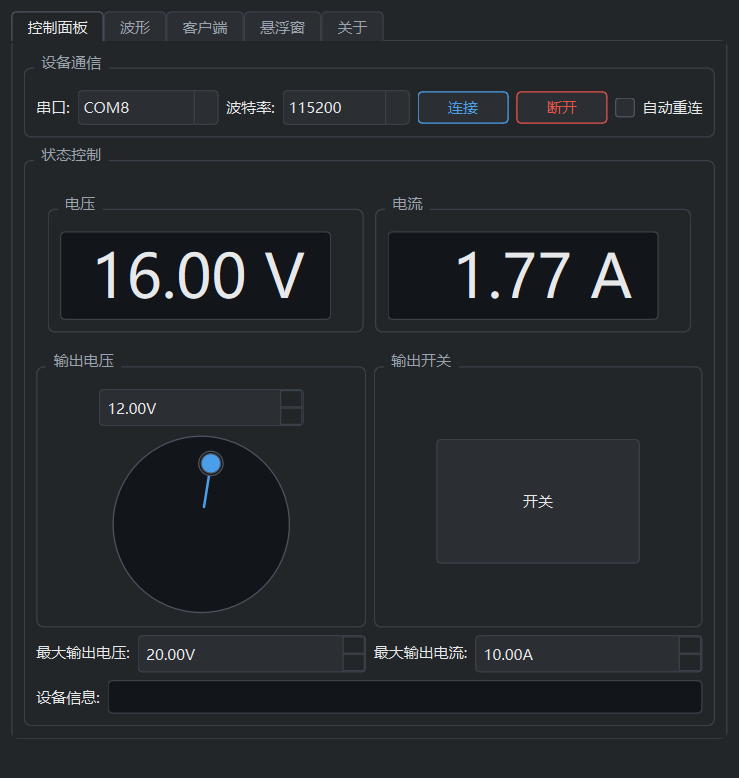 控制面板 波形 客户端 悬浮窗 关于
设备通信
串口: COM8 波特率: 115200 连接 断开 自动重连
状态控制
电压 电流
16.00 V 1.77 A
输出电压 输出开关
12.00V
开关
最大输出电压: 20.00V 最大输出电流: 10.00A
设备信息: